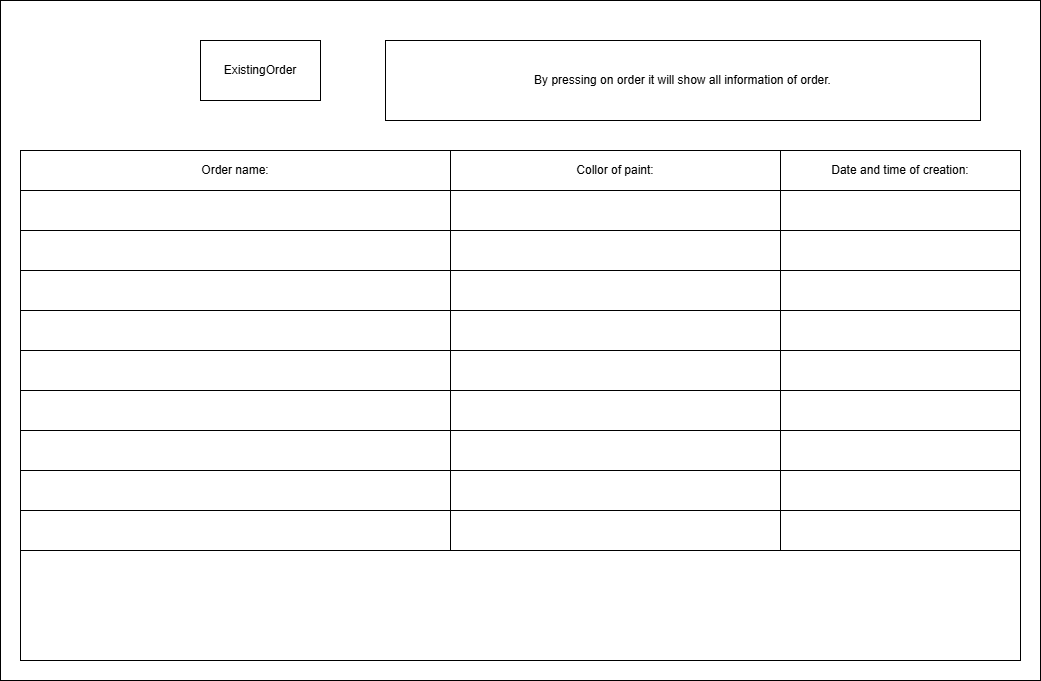 ExistingOrder
By pressing on order it will show all information of order.
Order name:
Collor of paint:
Date and time of creation: